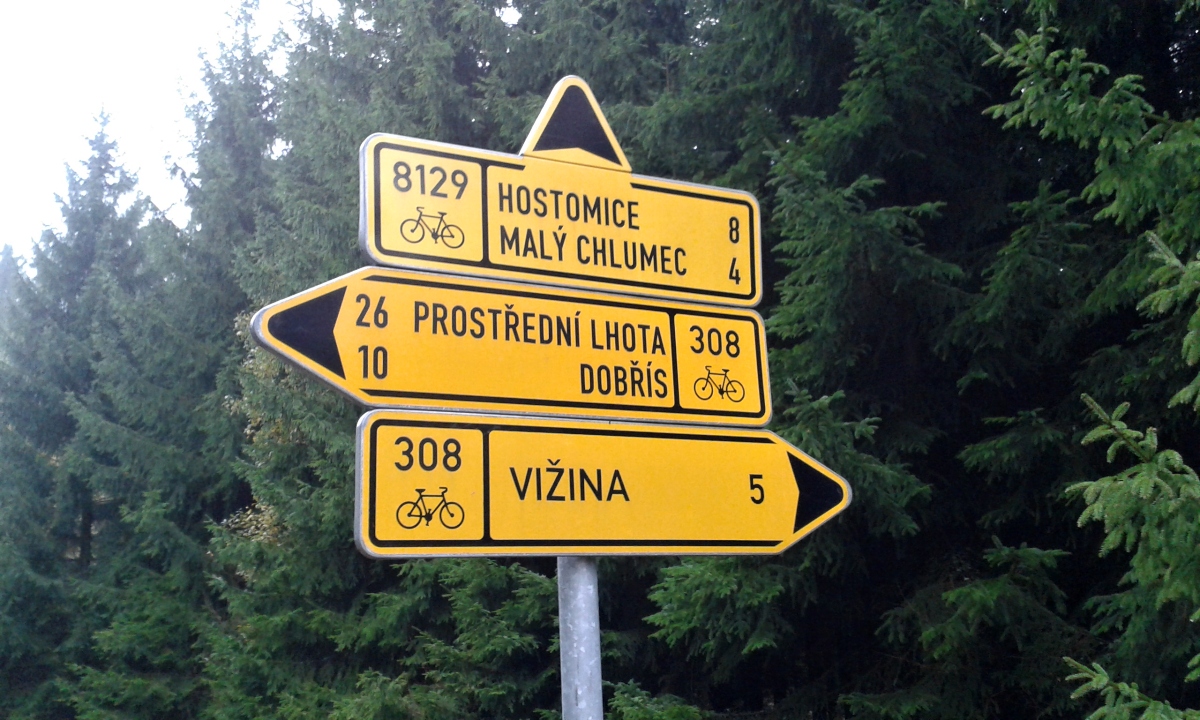 8129
HOSTOMICE 8
MALÝ CHLUMEC 4
26 PROSTŘEDNÍ LHOTA
10 DOBŘÍS
308
308
VIŽINA 5